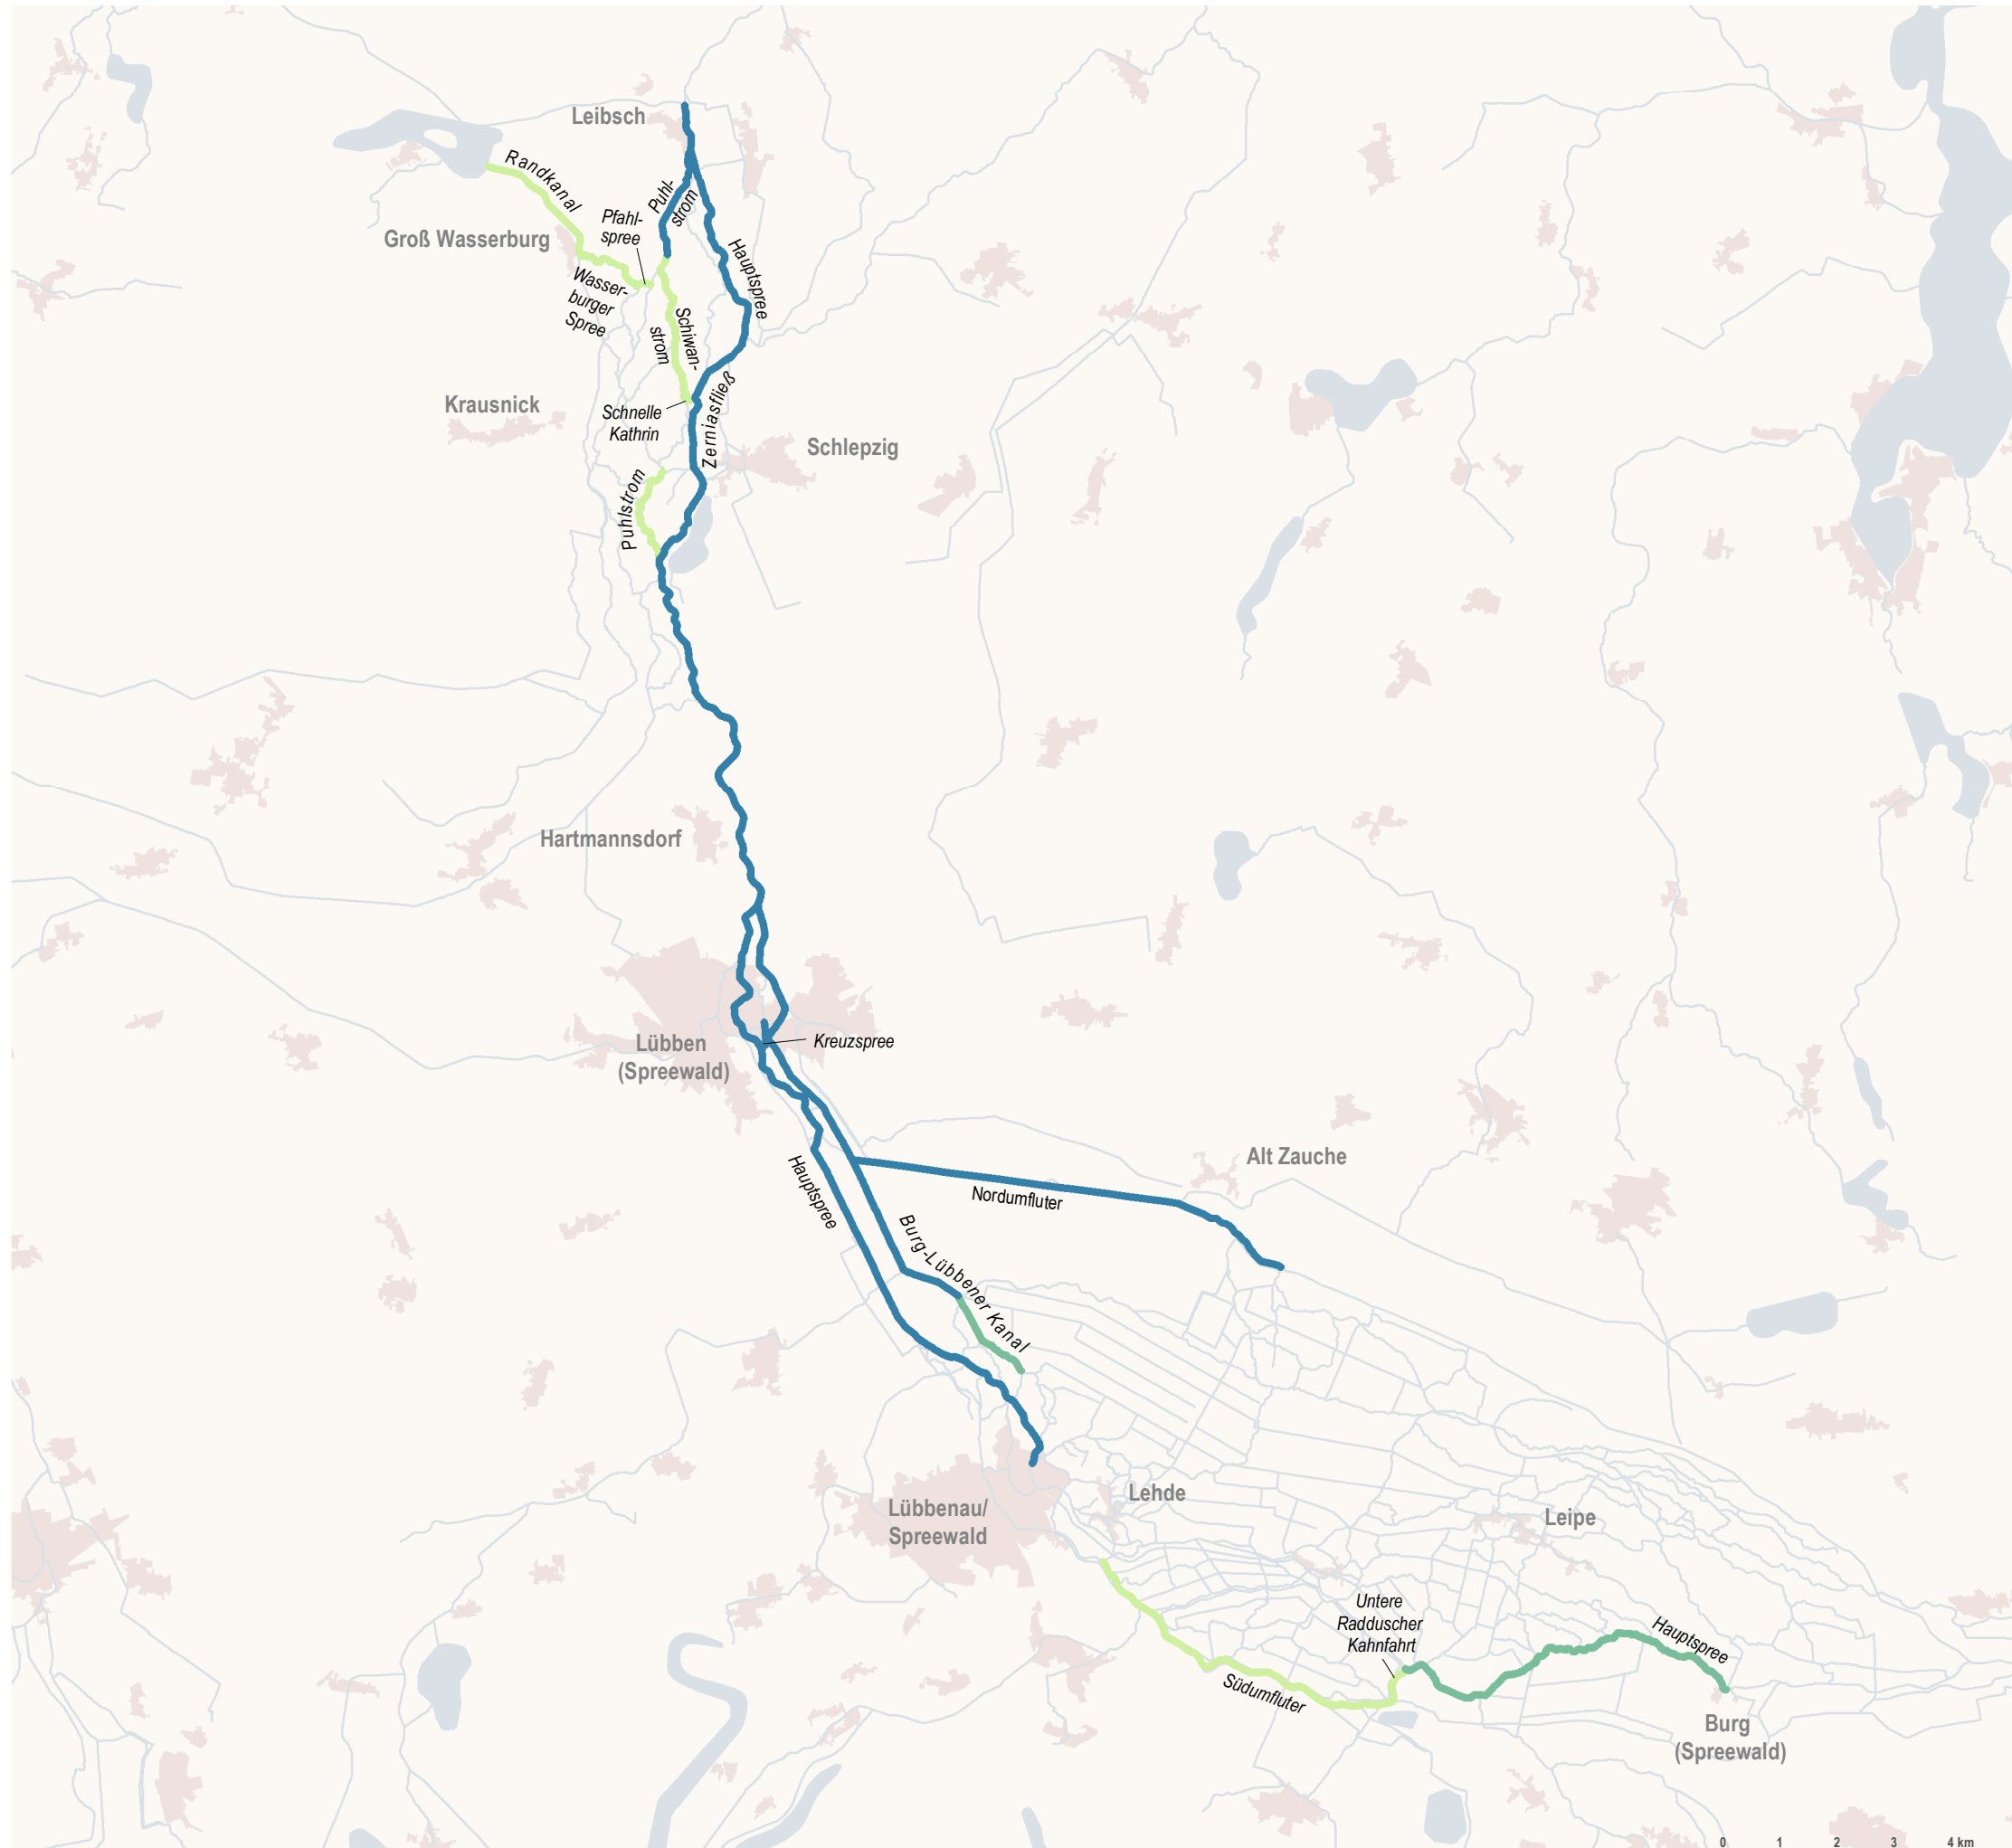 Leibsch
Randkanal
Puhl-
strom
Pfahl-
spree
Groß Wasserburg
Hauptspree
Wasser-
burger
Spree
Schiwan-
strom
Krausnick
Schnelle
Kathrin
Zerniasfließ
Schlepzig
Puhlstrom
Hartmannsdorf
Lübben
(Spreewald)
Kreuzspree
Alt Zauche
Hauptspree
Nordumfluter
Burg-Lübbener Kanal
Lehde
Lübbenau/
Spreewald
Leipe
Untere
Radduscher
Kahnfahrt
Hauptspree
Südumfluter
Burg
(Spreewald)
0 1 2 3 4 km